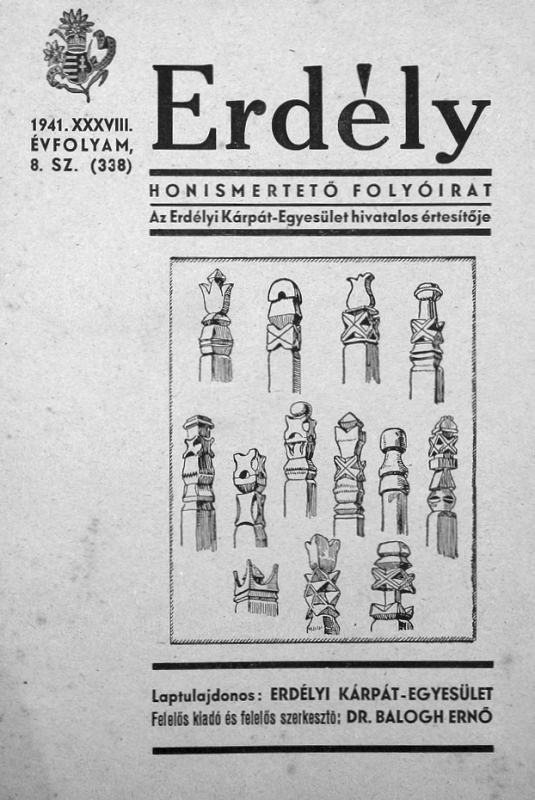 1941. XXXVIII.
ÉVFOLYAM,
8. SZ. (338)
Erdély
HONISMERTETŐ FOLYÓIRAT
Az Erdélyi Kárpát-Egyesület hivatalos értesítője
Laptulajdonos: ERDÉLYI KÁRPÁT-EGYESÜLET
Felelős kiadó és felelős szerkesztő: DR. BALOGH ERNŐ